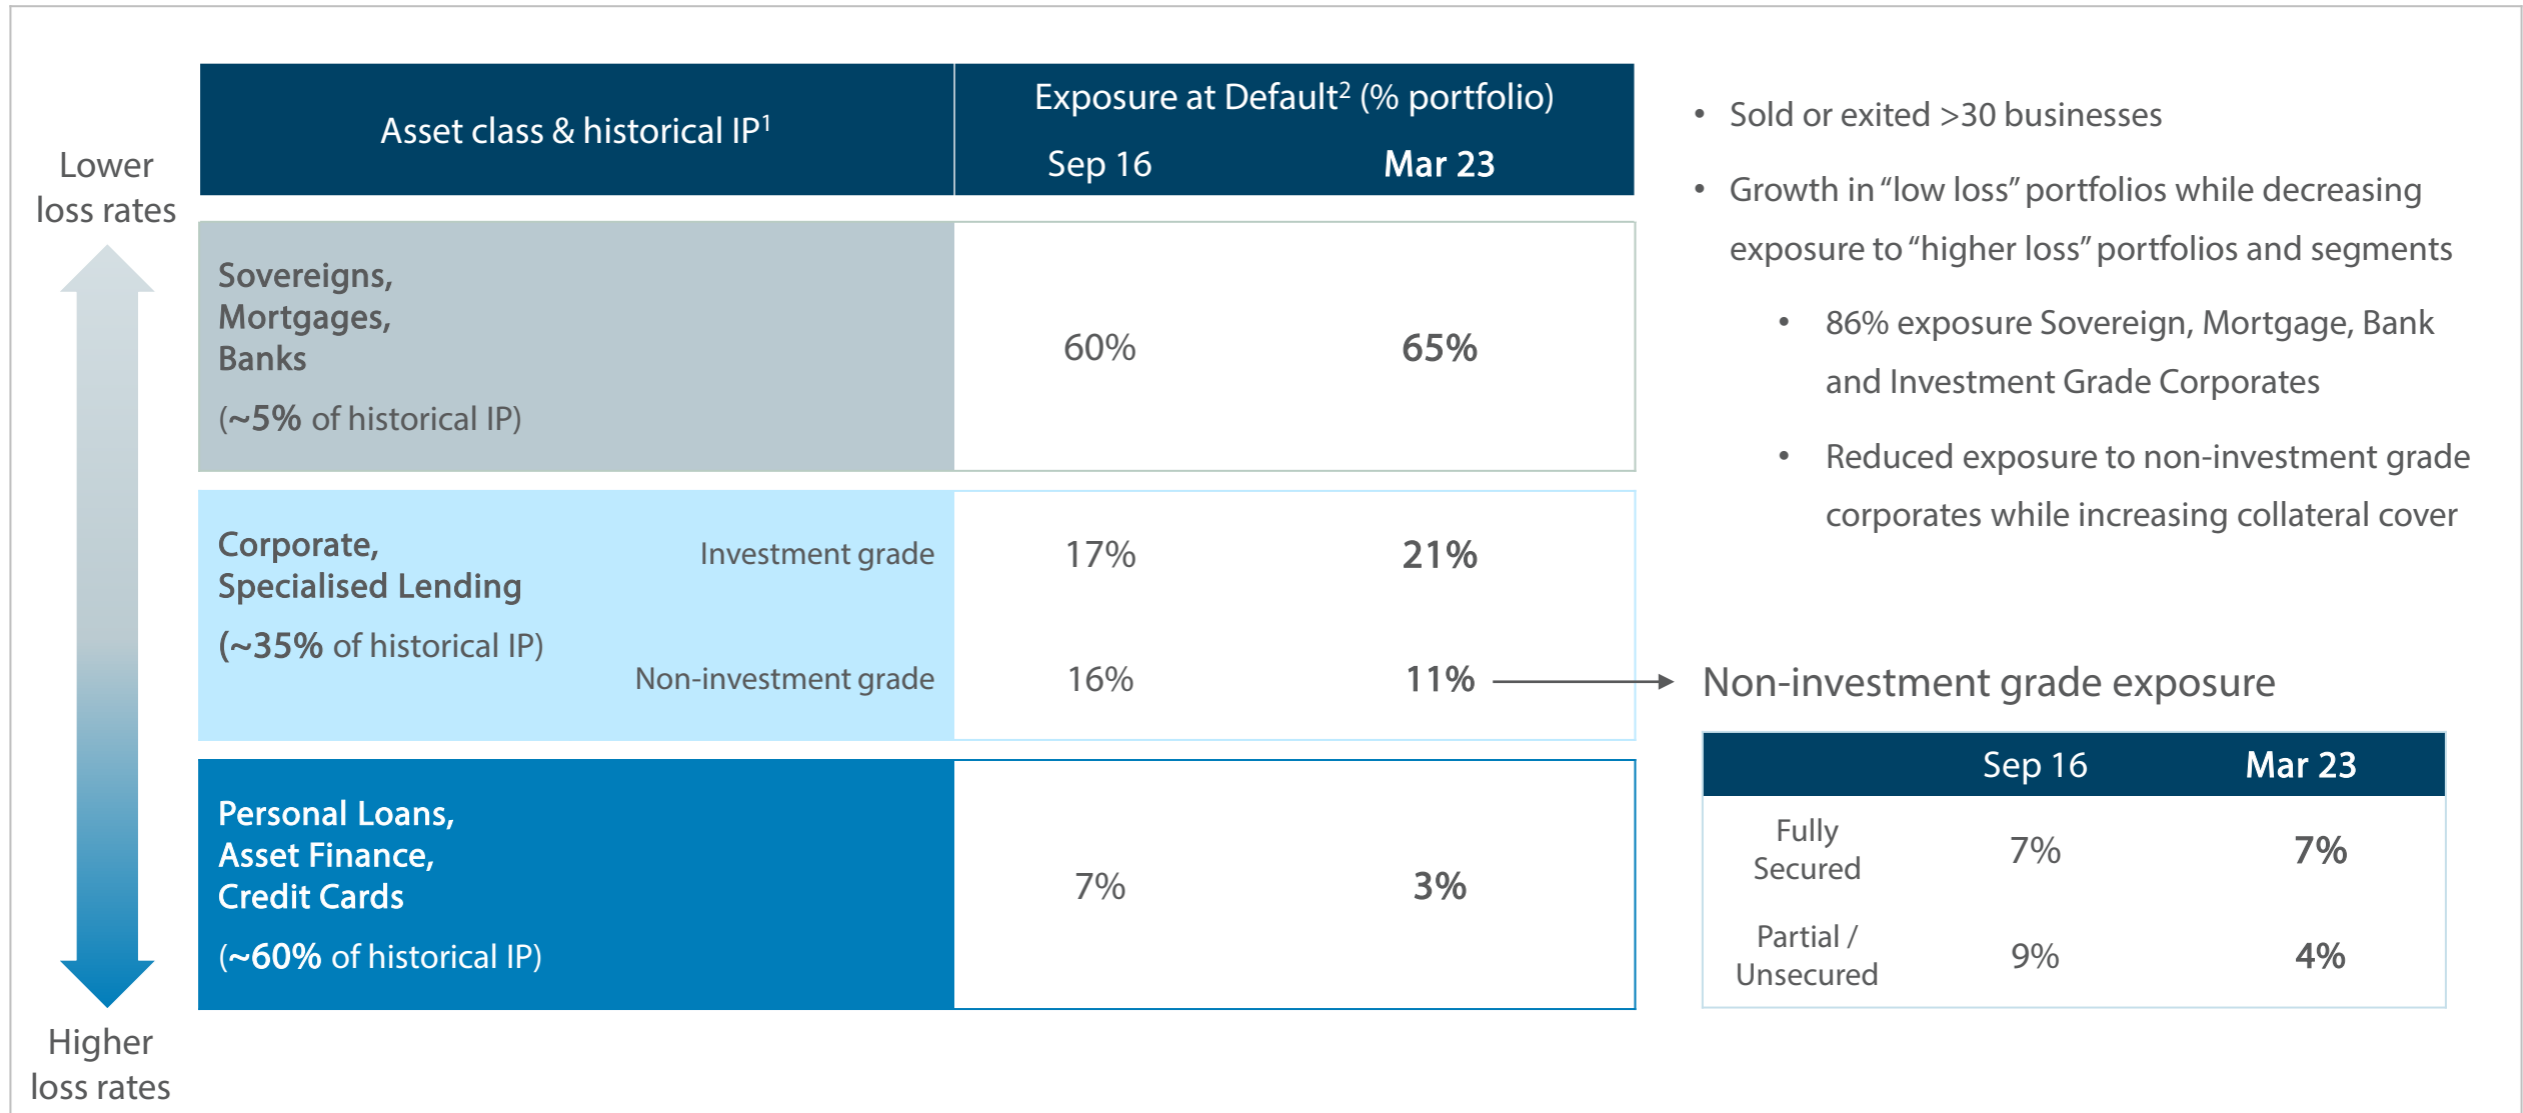 Lower
loss rates
Higher
loss rates
Asset class & historical IP1
Exposure at Default2 (% portfolio)
Sep 16 Mar 23
Sovereigns,
Mortgages,
Banks
(~5% of historical IP)
60% 65%
Corporate,
Specialised Lending
(~35% of historical IP)
Investment grade 17% 21%
Non-investment grade 16% 11%
Personal Loans,
Asset Finance,
Credit Cards
(~60% of historical IP)
7% 3%
• Sold or exited >30 businesses
• Growth in “low loss” portfolios while decreasing
exposure to “higher loss” portfolios and segments
• 86% exposure Sovereign, Mortgage, Bank
and Investment Grade Corporates
• Reduced exposure to non-investment grade
corporates while increasing collateral cover
Non-investment grade exposure
Sep 16 Mar 23
Fully
Secured
7% 7%
Partial /
Unsecured
9% 4%